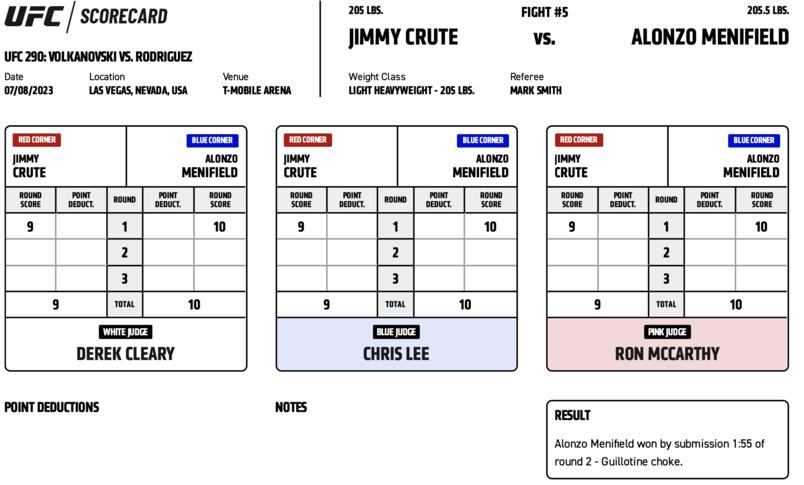 UFC SCORECARD
UFC 290: VOLKANOVSKI VS. RODRIGUEZ
Date Location Venue
07/08/2023 LAS VEGAS, NEVADA, USA T-MOBILE ARENA
205 LBS. FIGHT #5 205.5 LBS.
JIMMY CRUTE vs. ALONZO MENIFIELD
Weight Class Referee
LIGHT HEAVYWEIGHT - 205 LBS. MARK SMITH
RED CORNER BLUE CORNER
JIMMY ALONZO
CRUTE MENIFIELD
ROUND POINT ROUND POINT ROUND
SCORE DEDUCT. DEDUCT. SCORE
9 1 10
2
3
9 TOTAL 10
WHITE JUDGE
DEREK CLEARY
RED CORNER BLUE CORNER
JIMMY ALONZO
CRUTE MENIFIELD
ROUND POINT ROUND POINT ROUND
SCORE DEDUCT. DEDUCT. SCORE
9 1 10
2
3
9 TOTAL 10
BLUE JUDGE
CHRIS LEE
RED CORNER BLUE CORNER
JIMMY ALONZO
CRUTE MENIFIELD
ROUND POINT ROUND POINT ROUND
SCORE DEDUCT. DEDUCT. SCORE
9 1 10
2
3
9 TOTAL 10
PINK JUDGE
RON MCCARTHY
POINT DEDUCTIONS
NOTES
RESULT
Alonzo Menifield won by submission 1:55 of
round 2 - Guillotine choke.